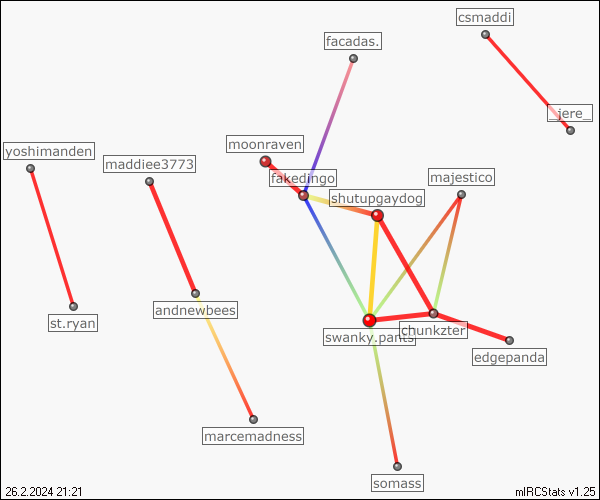 csmaddi
facadas.
_jere_
moonraven
yoshimanden
maddiee3773
fakedingo
majestico
shutupgaydog
andnewbees
st.ryan
chunkzter
swanky.pants
edgepanda
marcemadness
somass
26.2.2024 21:21
mIRCStats v1.25